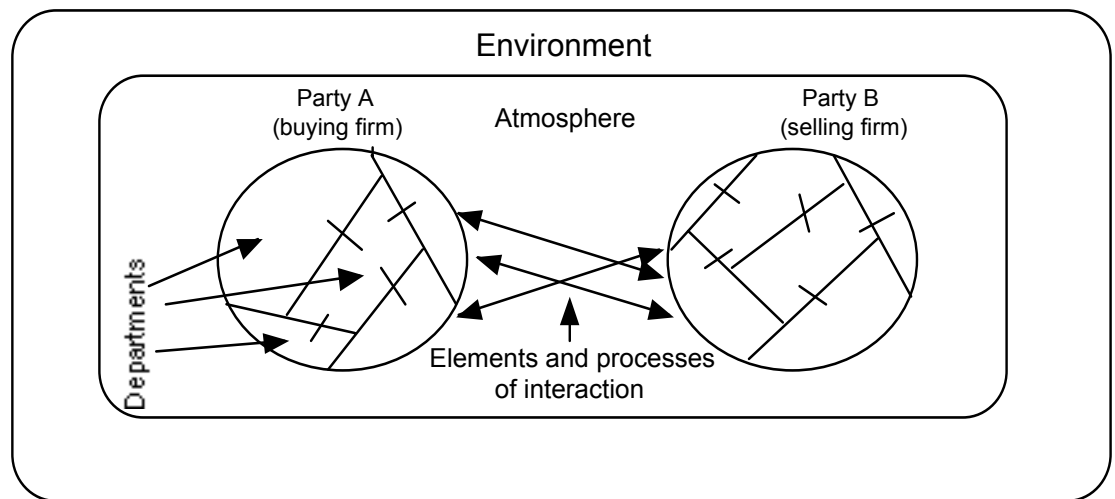 Environment
Party A
(buying firm)
Atmosphere
Party B
(selling firm)
Departments
Elements and processes
of interaction